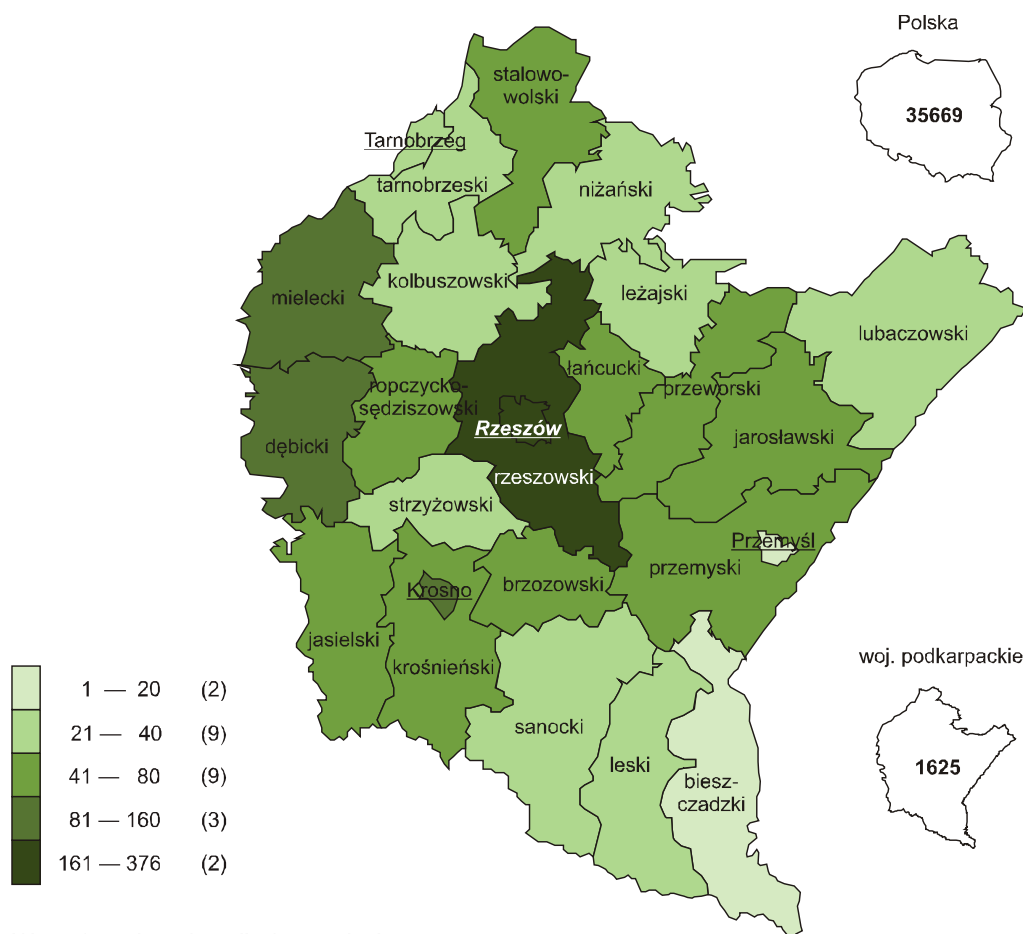 Polska
35669
stalowo-
wolski
Tarnobrzeg
tarnobrzeski
niżański
kolbuszowski
leżajski
mielecki
lubaczowski
łańcucki
ropczycko-
sędziszowski
przeworski
Rzeszów
jarosławski
dębicki
rzeszowski
strzyżowski
Przemyśl
przemyski
brzozowski
Krosno
jasielski
krośnieński
woj. podkarpackie
1625
sanocki
leski
biesz-
czadzki
1 — 20 (2)
21 — 40 (9)
41 — 80 (9)
81 — 160 (3)
161 — 376 (2)